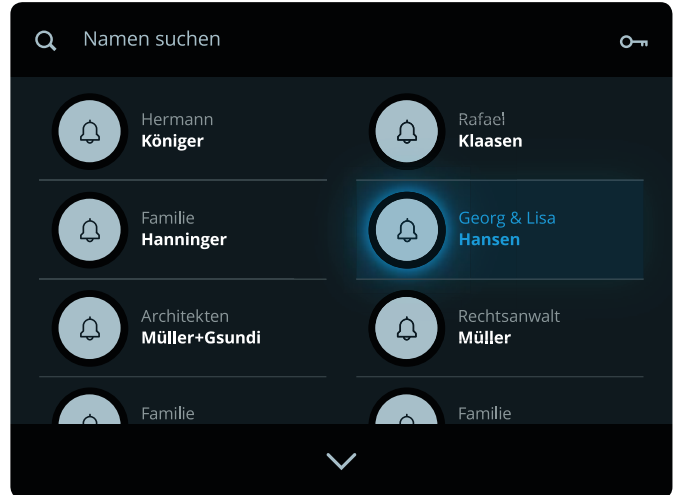 Namen suchen
Hermann
Königer
Rafael
Klaasen
Familie
Hanninger
Georg & Lisa
Hansen
Architekten
Müller+Gsundi
Rechtsanwalt
Müller
Familie
Familie